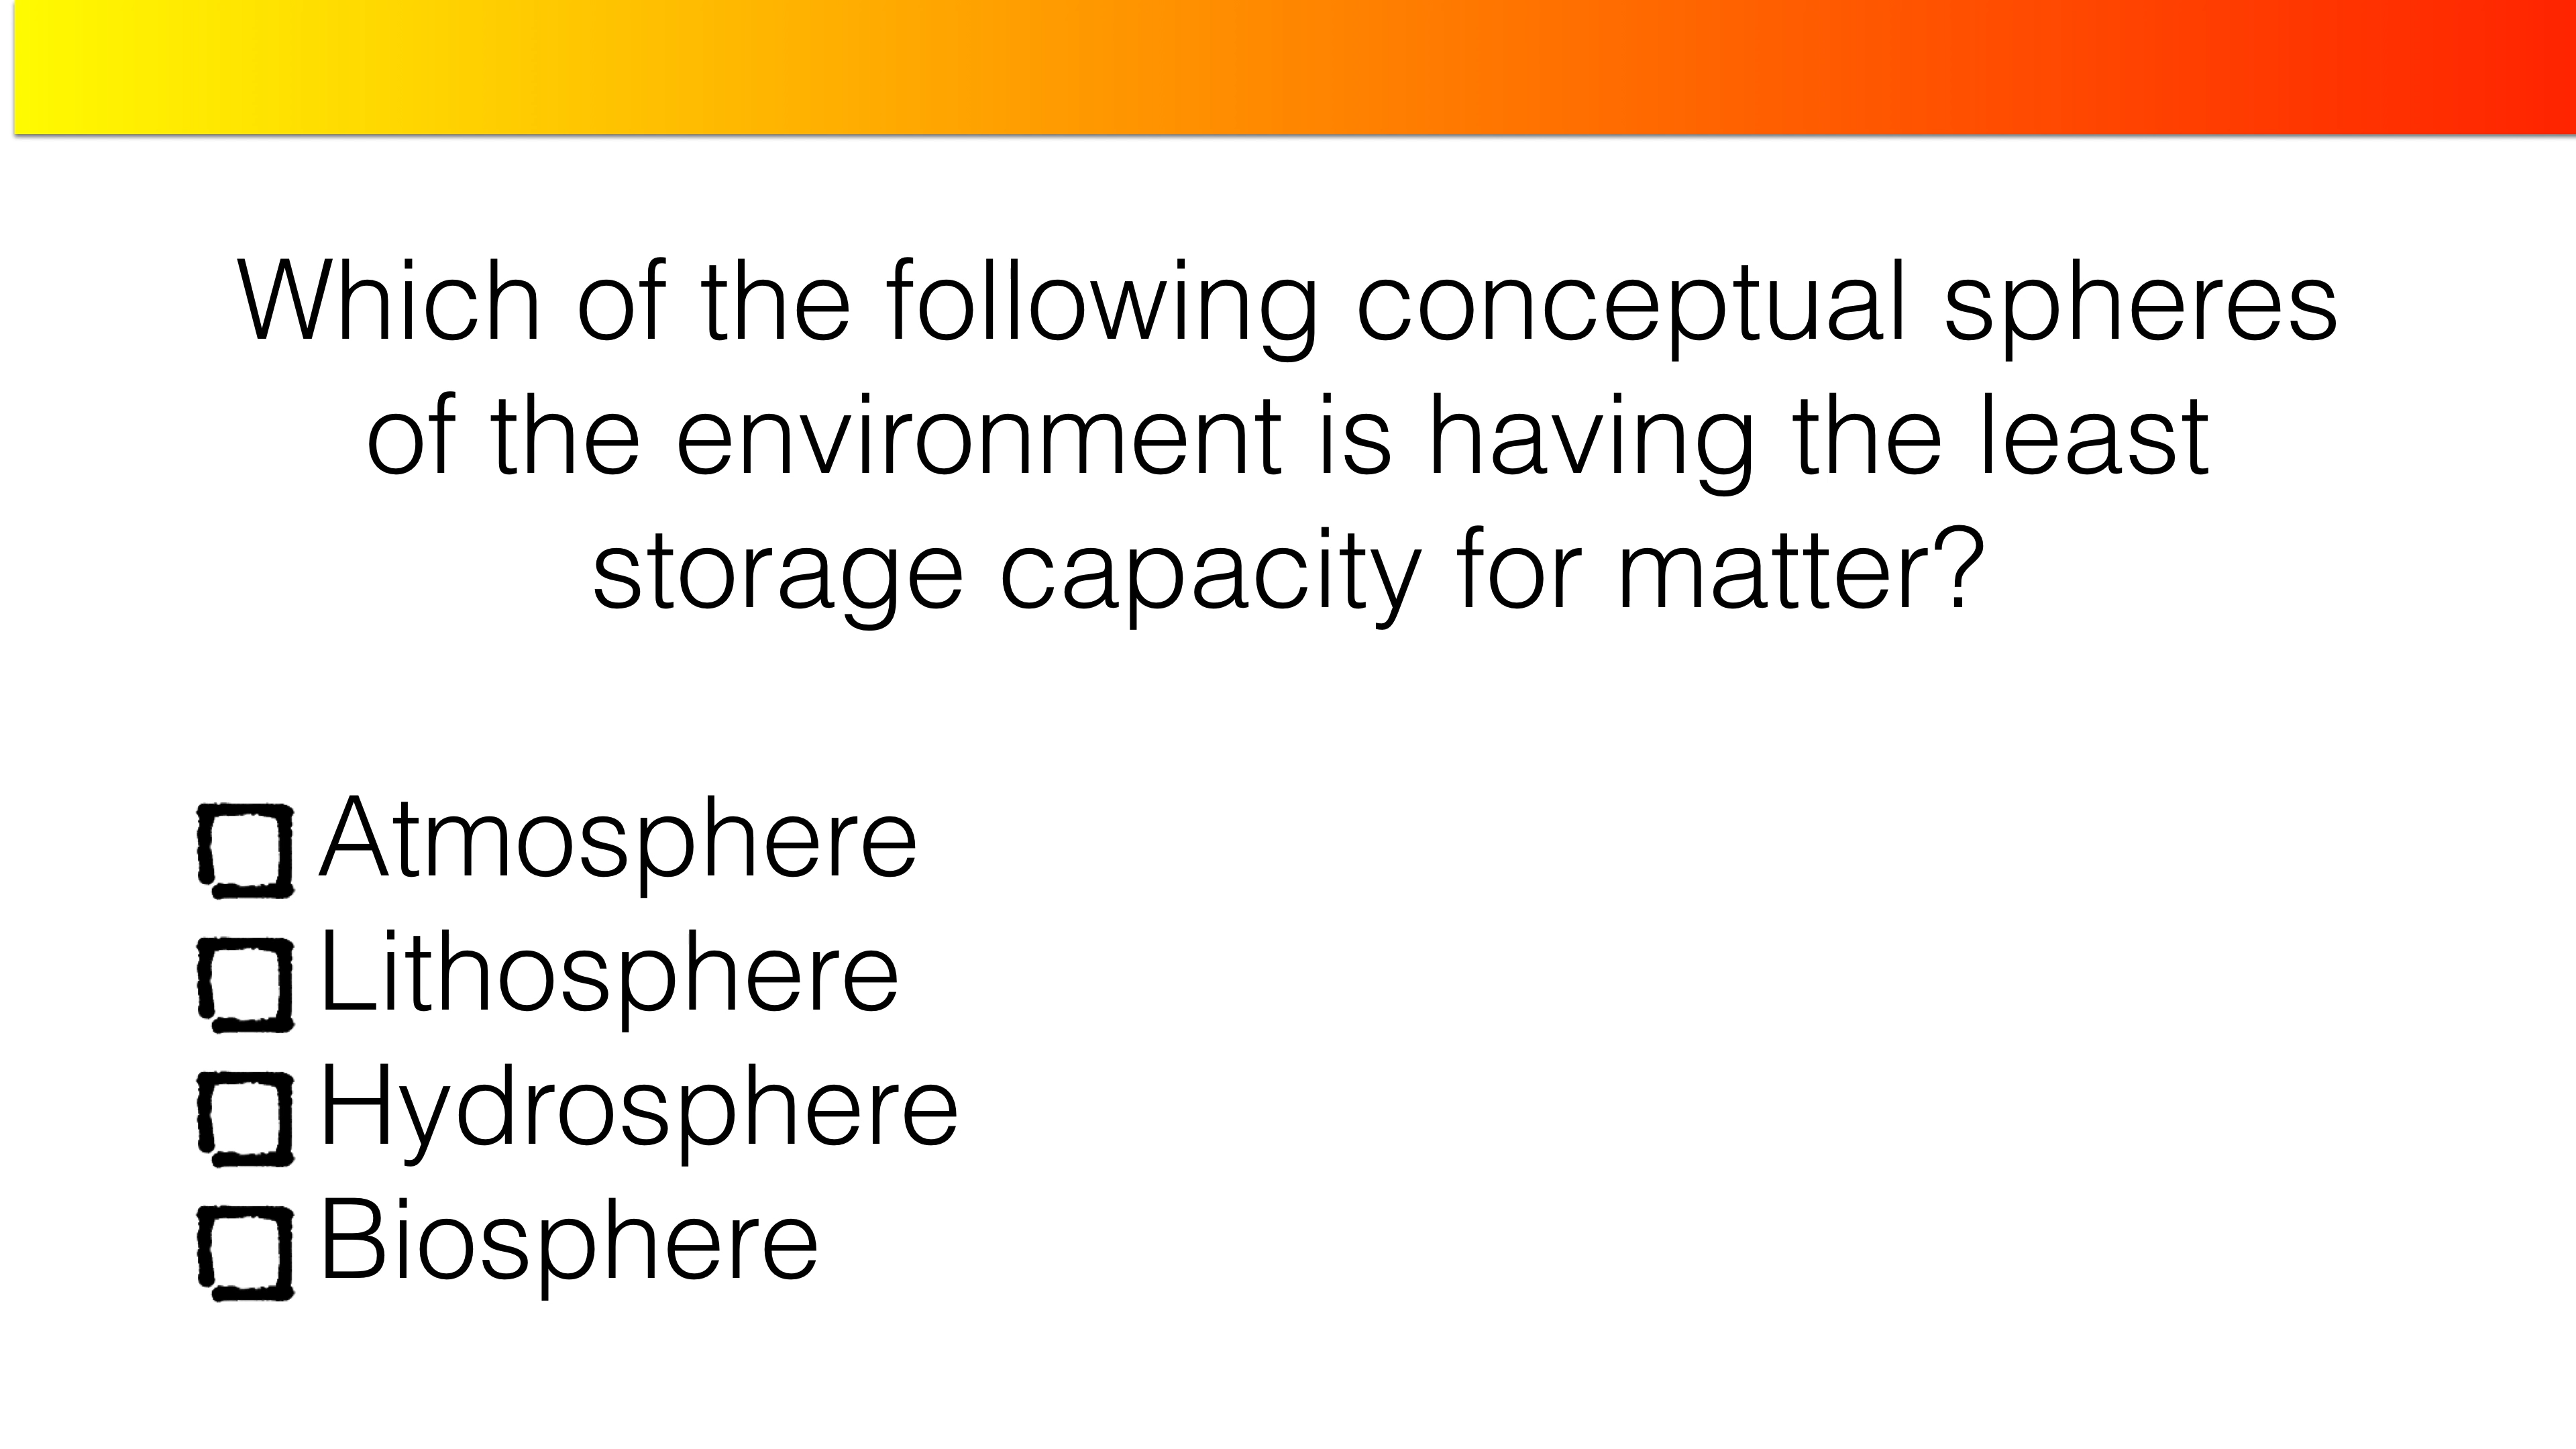 Which of the following conceptual spheres
of the environment is having the least
storage capacity for matter?
Atmosphere
Lithosphere
Hydrosphere
Biosphere